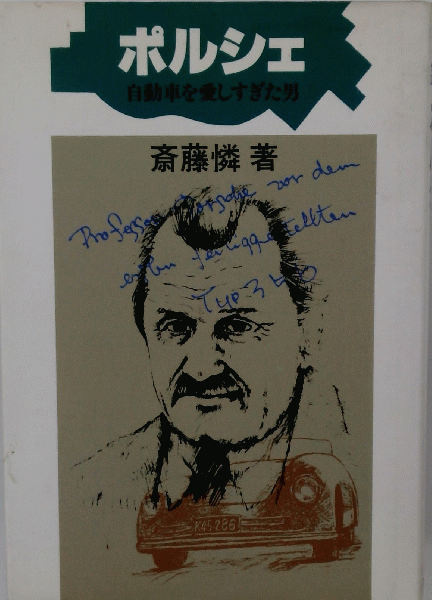 ポルシェ
自動車を愛しすぎた男
斎藤憐 著
Professor Porsche vor dem
ersten fertiggestellten
Typ 356
K45・286